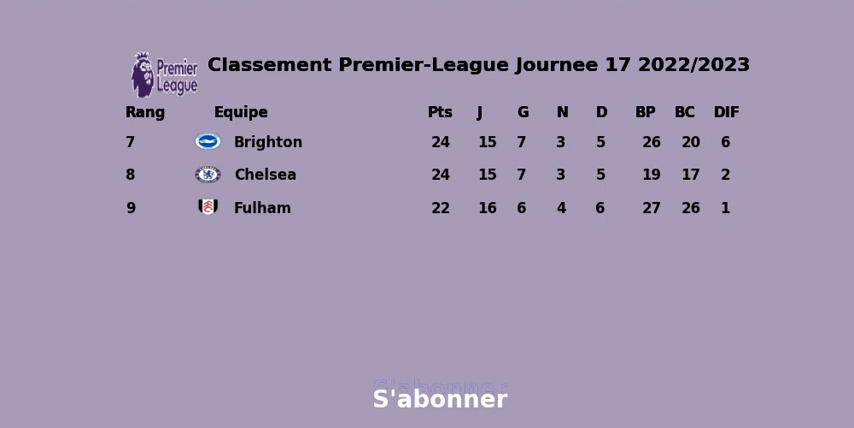 Premier League
Classement Premier-League Journee 17 2022/2023
Rang Equipe Pts J G N D BP BC DIF
7 Brighton 24 15 7 3 5 26 20 6
8 Chelsea 24 15 7 3 5 19 17 2
9 Fulham 22 16 6 4 6 27 26 1
S'abonner
S'abonner